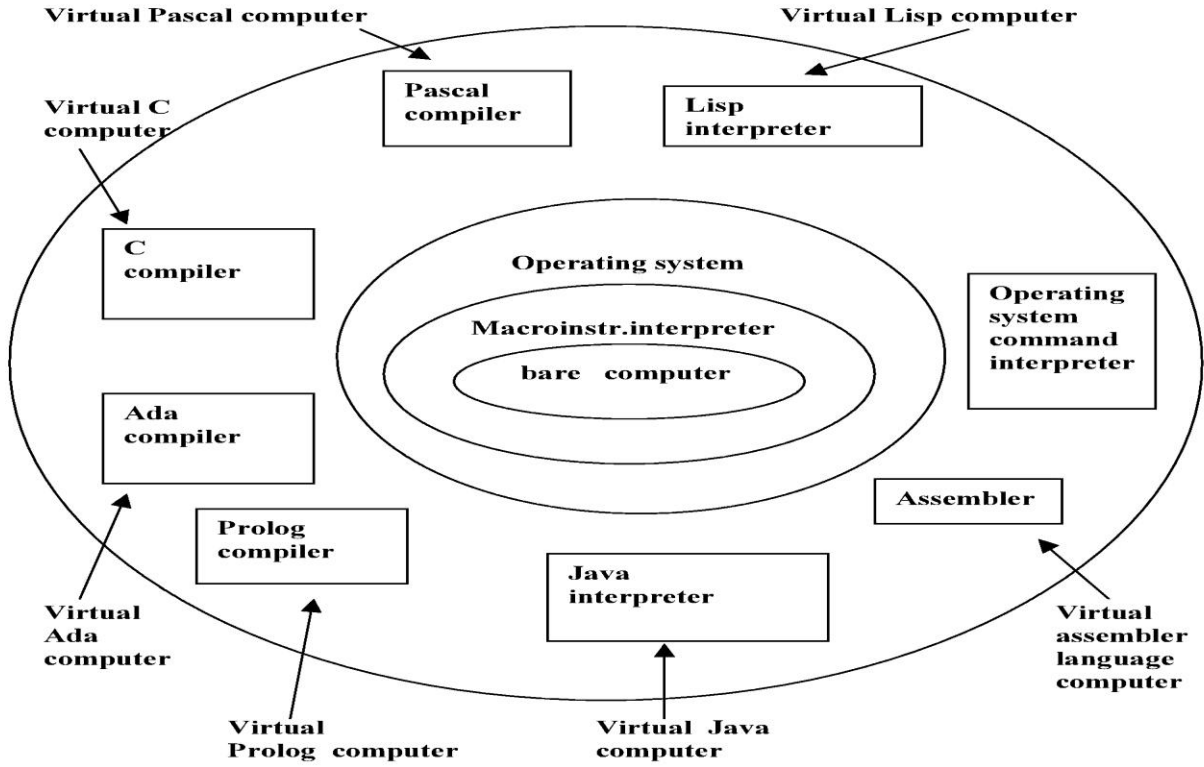 Virtual Pascal computer
Virtual Lisp computer
Pascal
compiler
Lisp
interpreter
Virtual C
computer
C
compiler
Operating system
Operating
system
command
interpreter
Macroinstr.interpreter
bare computer
Ada
compiler
Assembler
Prolog
compiler
Java
interpreter
Virtual
Ada
computer
Virtual
assembler
language
computer
Virtual
Prolog computer
Virtual Java
computer